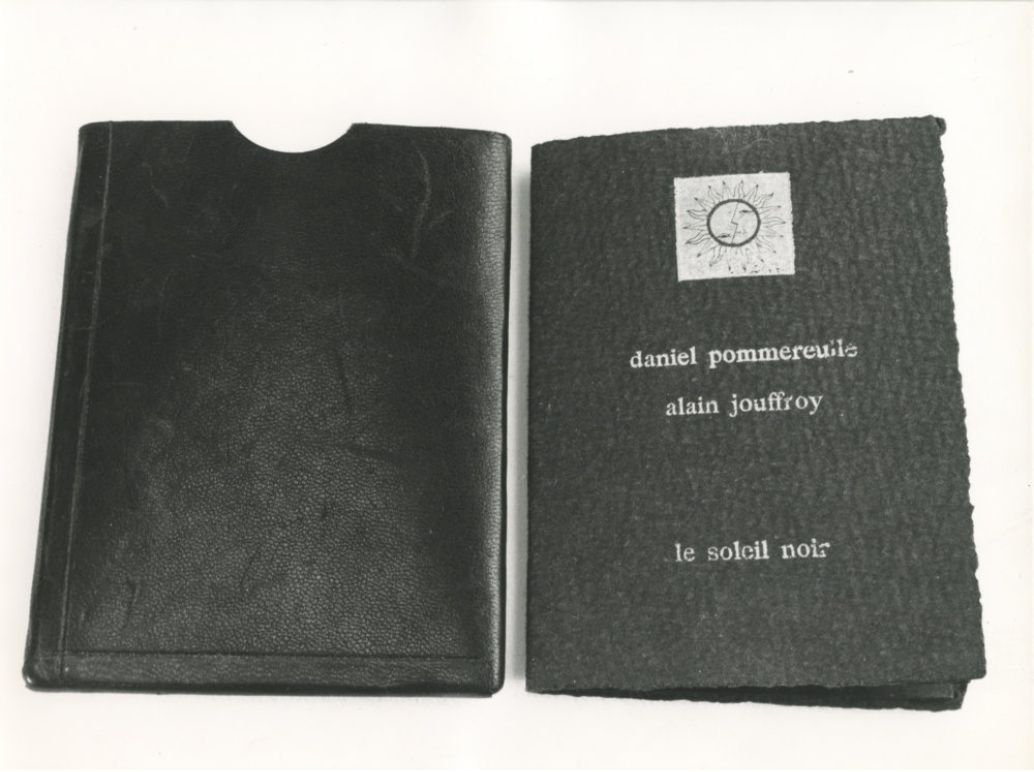 daniel pommereulle
alain jouffroy
le soleil noir